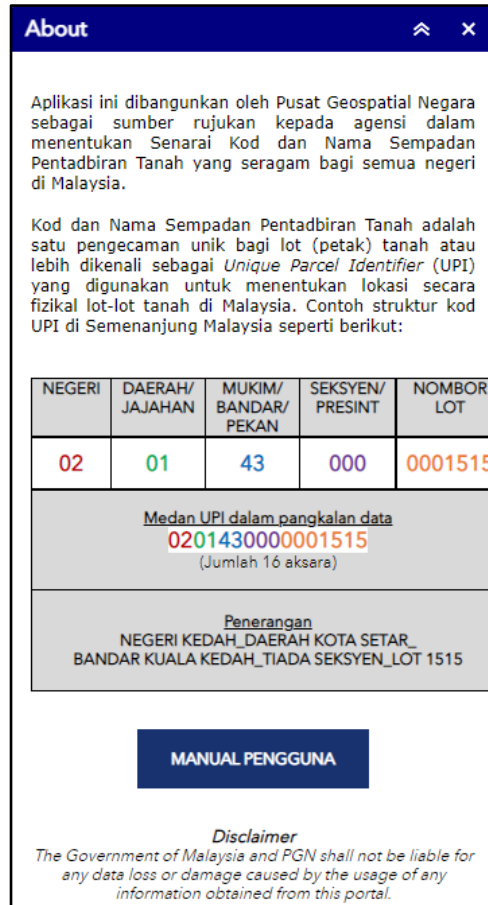 About
Aplikasi ini dibangunkan oleh Pusat Geospatial Negara
sebagai sumber rujukan kepada agensi dalam
menentukan Senarai Kod dan Nama Sempadan
Pentadbiran Tanah yang seragam bagi semua negeri
di Malaysia.
Kod dan Nama Sempadan Pentadbiran Tanah adalah
satu pengecaman unik bagi lot (petak) tanah atau
lebih dikenali sebagai Unique Parcel Identifier (UPI)
yang digunakan untuk menentukan lokasi secara
fizikal lot-lot tanah di Malaysia. Contoh struktur kod
UPI di Semenanjung Malaysia seperti berikut:
NEGERI DAERAH/ MUKIM/ SEKSYEN/ NOMBOR
JAJAHAN BANDAR/ PRESINT LOT
PEKAN
02 01 43 000 0001515
Medan UPI dalam pangkalan data
0201430000001515
(Jumlah 16 aksara)
Penerangan
NEGERI KEDAH_DAERAH KOTA SETAR_
BANDAR KUALA KEDAH_TIADA SEKSYEN_LOT 1515
MANUAL PENGGUNA
Disclaimer
The Government of Malaysia and PGN shall not be liable for
any data loss or damage caused by the usage of any
information obtained from this portal.